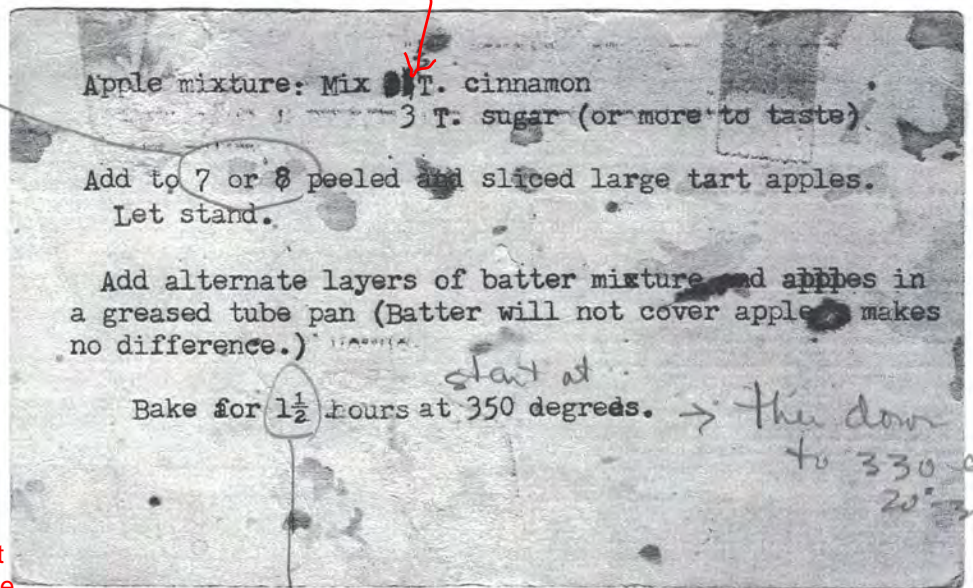 Apple mixture: Mix T. cinnamon
3 T. sugar (or more to taste)
Add to 7 or 8 peeled and sliced large tart apples.
Let stand.
Add alternate layers of batter mixture and apples in
a greased tube pan (Batter will not cover apple makes
no difference.)
start at
Bake for 1½ hours at 350 degrees. → then down
to 330
20